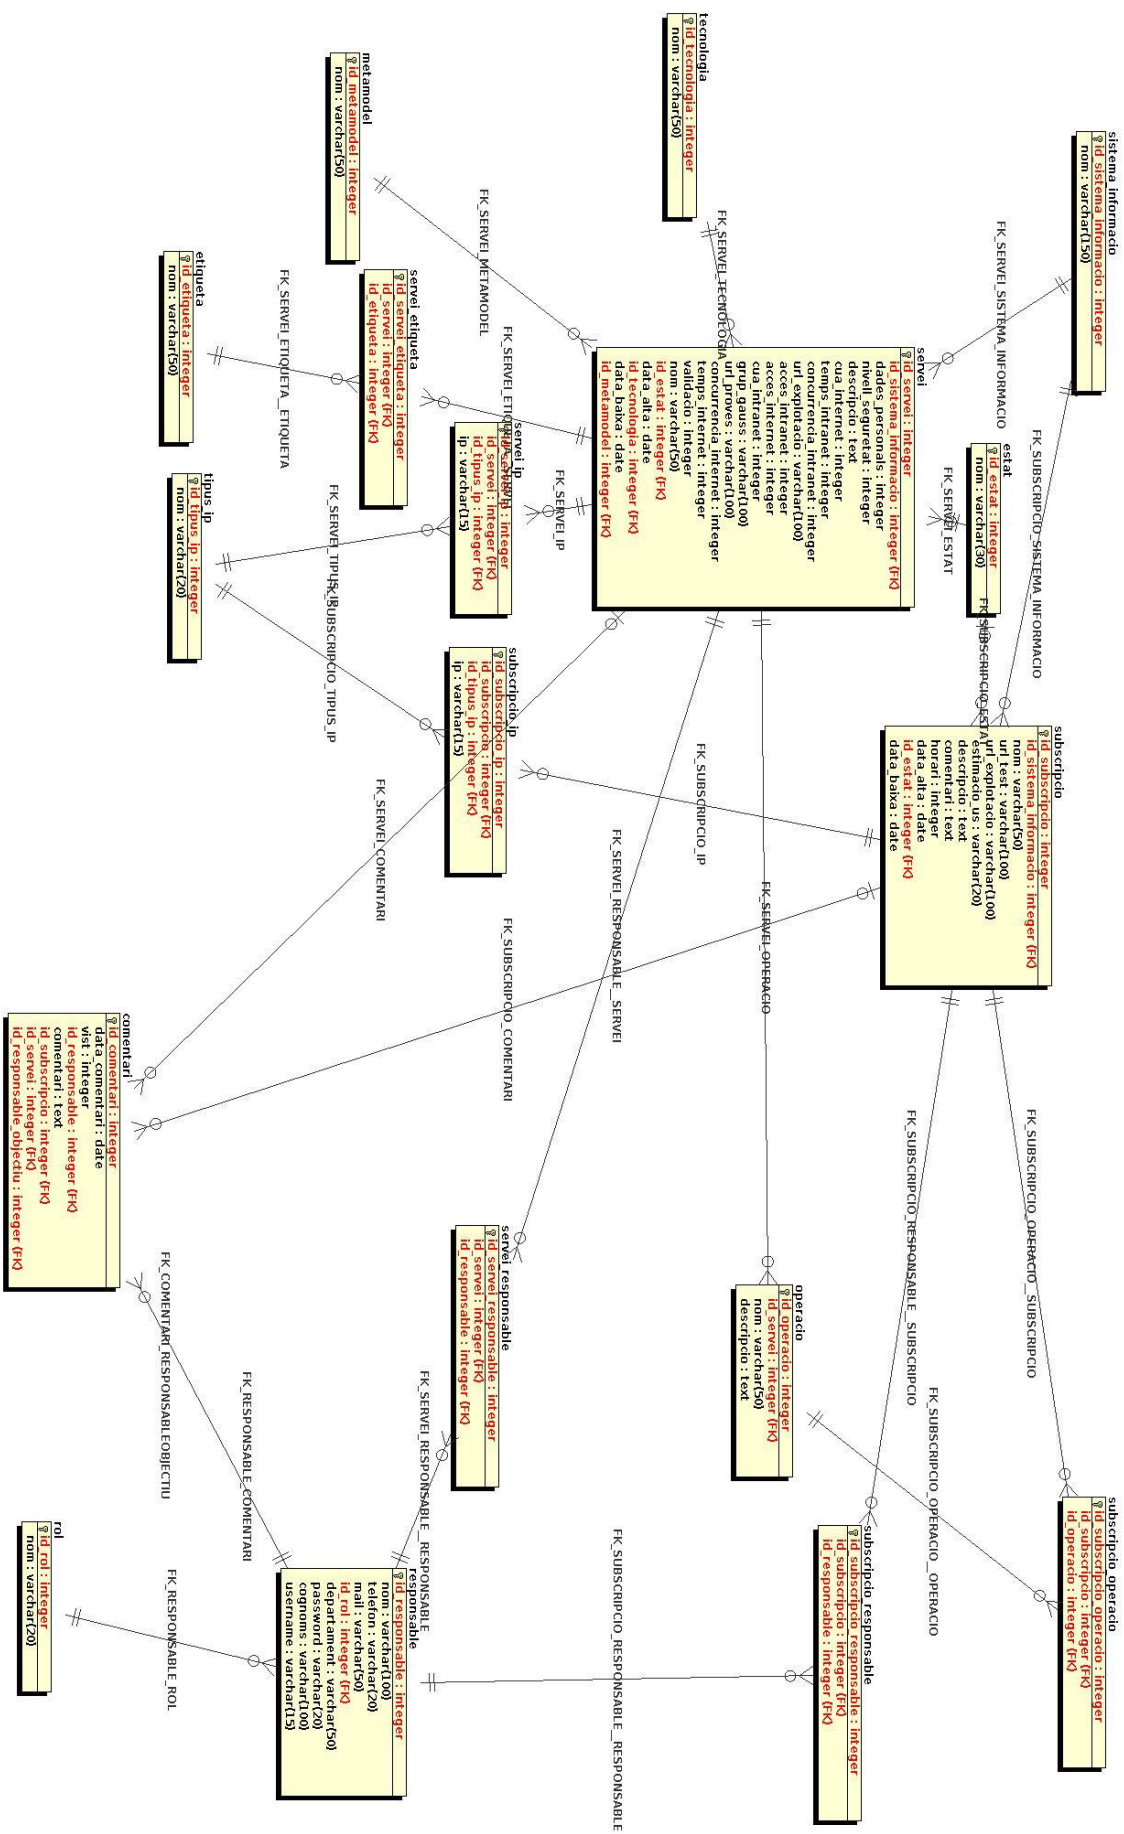 sistema_informacio
id_sistema_informacio : integer
nom : varchar(150)
tecnologia
id_tecnologia : integer
nom : varchar(50)
metamodel
id_metamodel : integer
nom : varchar(50)
etiqueta
id_etiqueta : integer
nom : varchar(50)
tipus_ip
id_tipus_ip : integer
nom : varchar(20)
servei_etiqueta
id_servei_etiqueta : integer
id_servei : integer (FK)
id_etiqueta : integer (FK)
servei_ip
id_servei_ip : integer
id_servei : integer (FK)
id_tipus_ip : integer (FK)
ip : varchar(15)
servei
id_servei : integer
id_sistema_informacio : integer (FK)
dades_personals : integer
nivell_seguretat : integer
descripcio : text
cua_internet : integer
temps_intranet : integer
concurrencia_intranet : integer
url_explotacio : varchar(100)
acces_intranet : integer
acces_internet : integer
cua_intranet : integer
grup_gauss : varchar(100)
url_proves : varchar(100)
concurrencia_internet : integer
temps_internet : integer
validacio : integer
nom : varchar(50)
id_estat : integer (FK)
data_alta : date
id_tecnologia : integer (FK)
data_baixa : date
id_metamodel : integer (FK)
estat
id_estat : integer
nom : varchar(30)
subscripcio
id_subscripcio : integer
id_sistema_informacio : integer (FK)
nom : varchar(50)
url_test : varchar(100)
url_explotacio : varchar(100)
estimacio_us : varchar(20)
descripcio : text
comentari : text
horari : integer
data_alta : date
id_estat : integer (FK)
data_baixa : date
subscripcio_ip
id_subscripcio_ip : integer
id_subscripcio : integer (FK)
id_tipus_ip : integer (FK)
ip : varchar(15)
comentari
id_comentari : integer
data_comentari : date
vist : integer
id_responsable : integer (FK)
comentari : text
id_subscripcio : integer (FK)
id_servei : integer (FK)
id_responsable_objectiu : integer (FK)
servei_responsable
id_servei_responsable : integer
id_servei : integer (FK)
id_responsable : integer (FK)
operacio
id_operacio : integer
id_servei : integer (FK)
nom : varchar(50)
descripcio : text
subscripcio_operacio
id_subscripcio_operacio : integer
id_subscripcio : integer (FK)
id_operacio : integer (FK)
subscripcio_responsable
id_subscripcio_responsable : integer
id_subscripcio : integer (FK)
id_responsable : integer (FK)
responsable
id_responsable : integer
nom : varchar(100)
telefon : varchar(20)
mail : varchar(50)
id_rol : integer (FK)
departament : varchar(50)
password : varchar(20)
cognoms : varchar(100)
username : varchar(15)
rol
id_rol : integer
nom : varchar(20)
FK_SERVEI_SISTEMA_INFORMACIO
FK_SUBSCRIPCIO_SISTEMA_INFORMACIO
FK_SERVEI_TECNOLOGIA
FK_SERVEI_METAMODEL
FK_SERVEI_ETIQUETA__ETIQUETA
FK_SERVEI_ETIQUETA__SERVEI
FK_SERVEI_IP
FK_SERVEI_ESTAT
FK_SERVEI_TIPUS_IP
FK_SUBSCRIPCIO_TIPUS_IP
FK_SUBSCRIPCIO_ESTAT
FK_SUBSCRIPCIO_IP
FK_SERVEI_COMENTARI
FK_SUBSCRIPCIO_COMENTARI
FK_SERVEI_RESPONSABLE__SERVEI
FK_SERVEI_OPERACIO
FK_SUBSCRIPCIO_RESPONSABLE__SUBSCRIPCIO
FK_SUBSCRIPCIO_OPERACIO__SUBSCRIPCIO
FK_SUBSCRIPCIO_OPERACIO__OPERACIO
FK_COMENTARI_RESPONSABLEOBJECTIU
FK_RESPONSABLE_COMENTARI
FK_SERVEI_RESPONSABLE__RESPONSABLE
FK_SUBSCRIPCIO_RESPONSABLE__RESPONSABLE
FK_RESPONSABLE_ROL